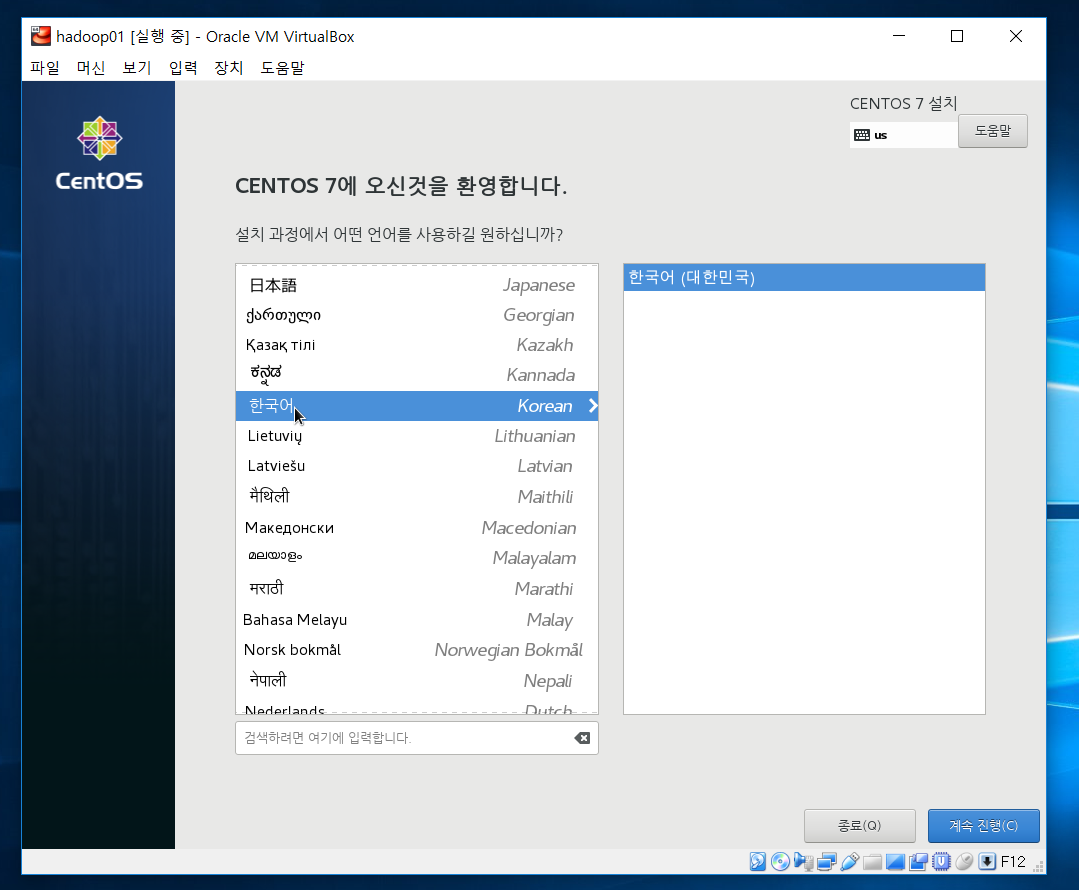 hadoop01 [실행 중] - Oracle VM VirtualBox
파일 머신 보기 입력 장치 도움말
CentOS
CENTOS 7 설치
us
도움말
CENTOS 7에 오신것을 환영합니다.
설치 과정에서 어떤 언어를 사용하길 원하십니까?
日本語 Japanese
ქართული Georgian
Қазақ тілі Kazakh
ಕನ್ನಡ Kannada
한국어 Korean
Lietuvių Lithuanian
Latviešu Latvian
मैथिली Maithili
Македонски Macedonian
മലയാളം Malayalam
मराठी Marathi
Bahasa Melayu Malay
Norsk bokmål Norwegian Bokmål
नेपाली Nepali
Nederlands Dutch
한국어 (대한민국)
검색하려면 여기에 입력합니다.
종료(Q)
계속 진행(C)
F12